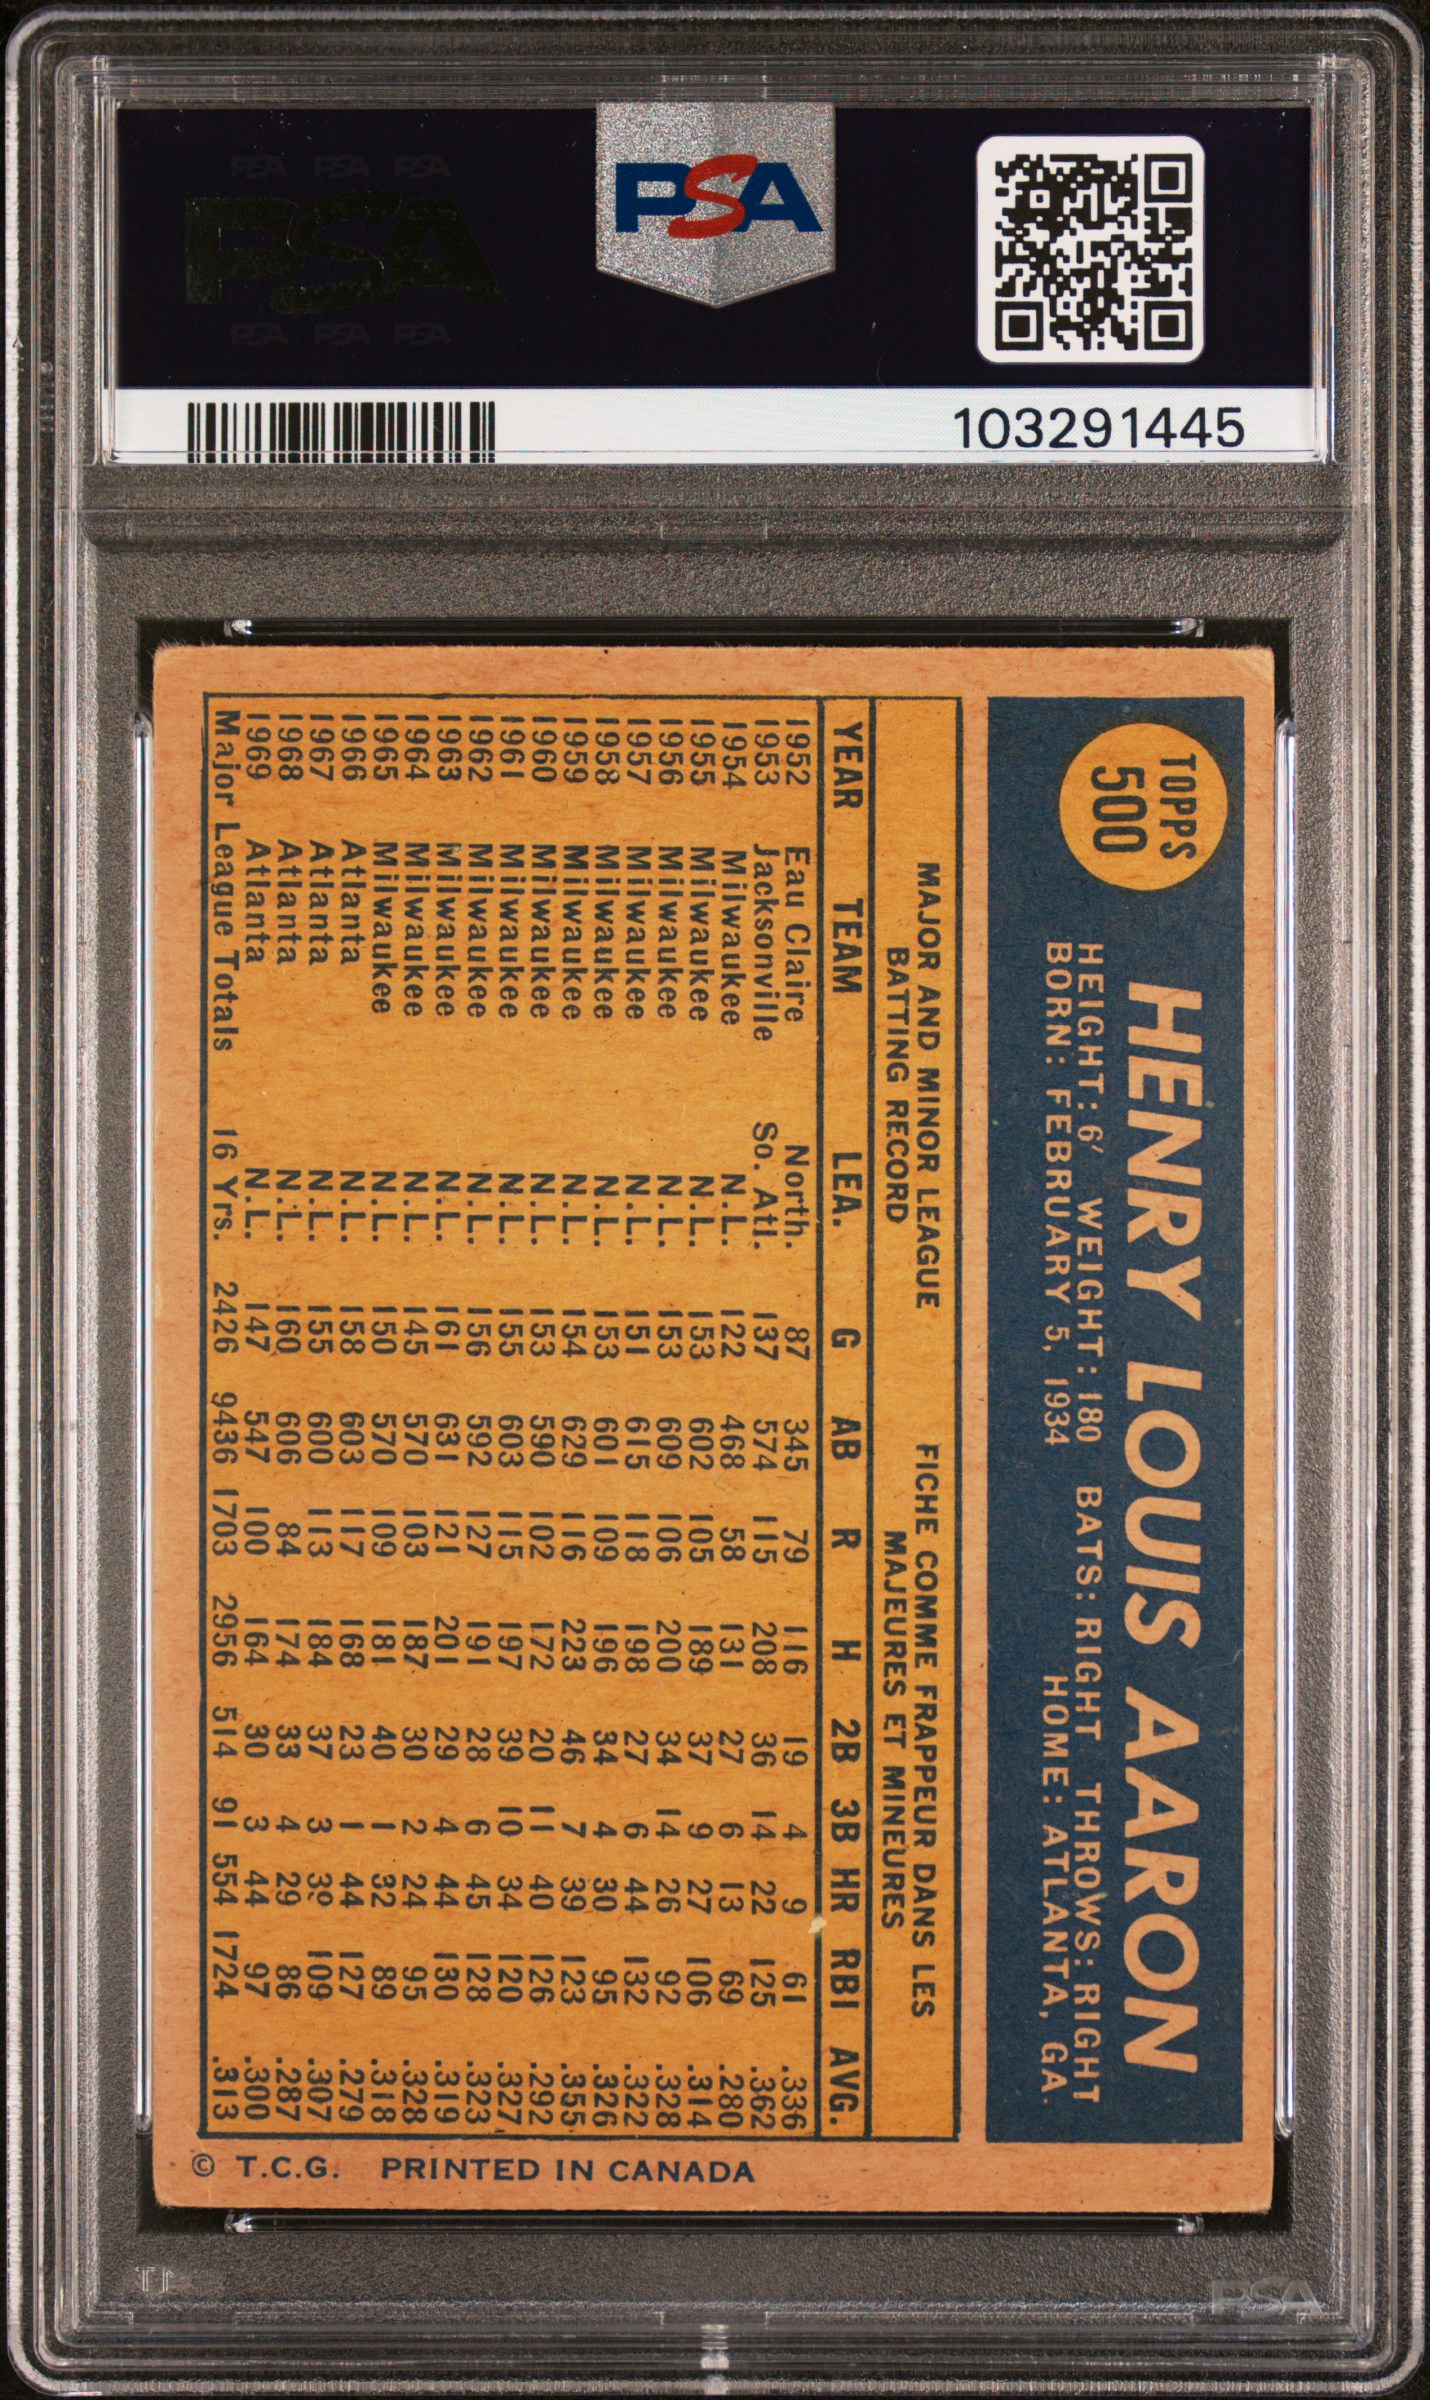 PSA PSA PSA
PSA
PSA PSA PSA
PSA
103291445
TOPPS
500
HENRY LOUIS AARON
HEIGHT: 6' WEIGHT: 180 BATS: RIGHT THROWS: RIGHT
BORN: FEBRUARY 5, 1934 HOME: ATLANTA, GA.
MAJOR AND MINOR LEAGUE
BATTING RECORD
FICHE COMME FRAPPEUR DANS LES
MAJEURES ET MINEURES
YEAR TEAM LEA. G AB R H 2B 3B HR RBI AVG.
1952 Eau Claire North. 87 345 79 116 19 4 9 61 .336
1953 Jacksonville So. Atl. 137 574 115 208 36 14 22 125 .362
1954 Milwaukee N.L. 122 468 58 131 27 6 13 69 .280
1955 Milwaukee N.L. 153 602 105 189 37 9 27 106 .314
1956 Milwaukee N.L. 153 609 106 200 34 14 26 92 .328
1957 Milwaukee N.L. 151 615 118 198 27 6 44 132 .322
1958 Milwaukee N.L. 153 601 109 196 34 4 30 95 .326
1959 Milwaukee N.L. 154 629 116 223 46 7 39 123 .355
1960 Milwaukee N.L. 153 590 102 172 20 11 40 126 .292
1961 Milwaukee N.L. 155 603 115 197 39 10 34 120 .327
1962 Milwaukee N.L. 156 592 127 191 28 6 45 128 .323
1963 Milwaukee N.L. 161 631 121 201 29 4 44 130 .319
1964 Milwaukee N.L. 145 570 103 187 30 2 24 95 .328
1965 Milwaukee N.L. 150 570 109 181 40 1 32 89 .318
1966 Atlanta N.L. 158 603 117 168 23 1 44 127 .279
1967 Atlanta N.L. 155 600 113 184 37 3 39 109 .307
1968 Atlanta N.L. 160 606 84 174 33 4 29 86 .287
1969 Atlanta N.L. 147 547 100 164 30 3 44 97 .300
Major League Totals 16 Yrs. 2426 9436 1703 2956 514 91 554 1724 .313
© T.C.G. PRINTED IN CANADA
PSA